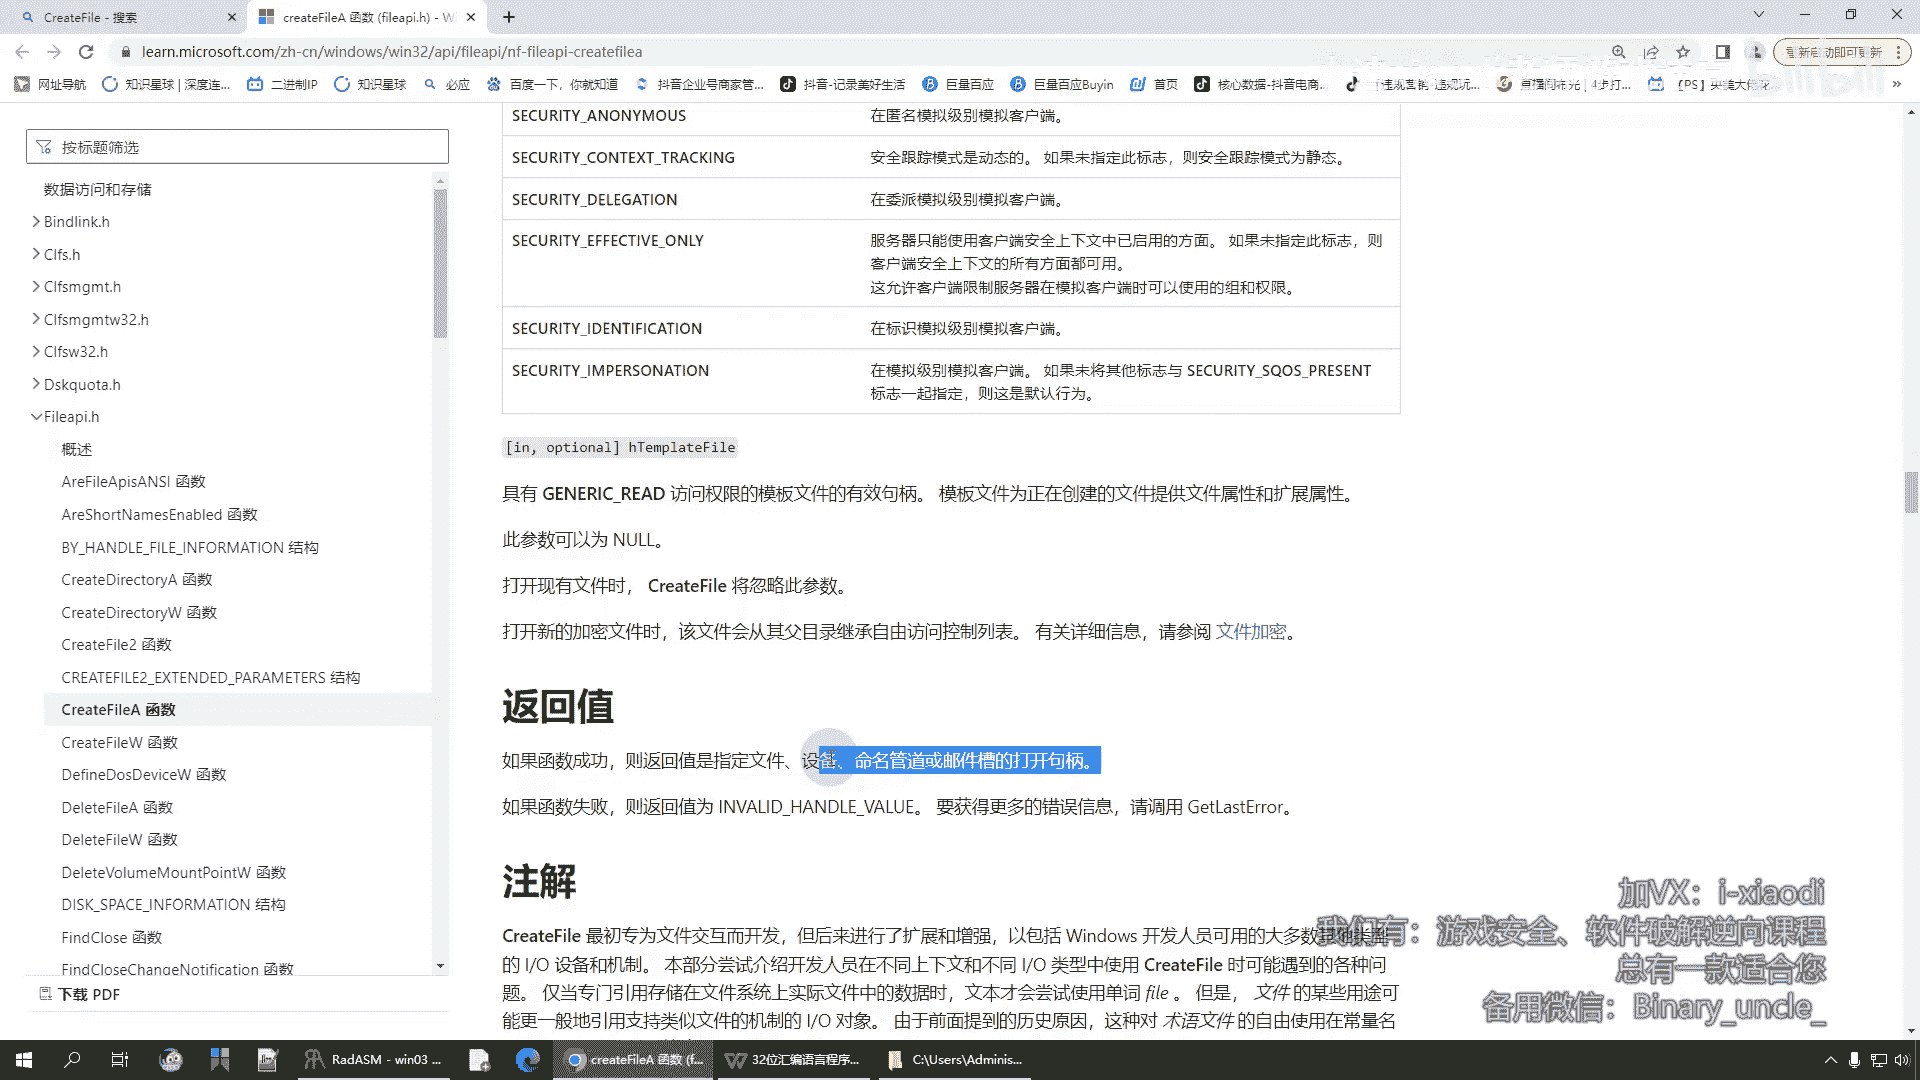 CreateFile - 搜索
createFileA 函数 (fileapi.h) - W
learn.microsoft.com/zh-cn/windows/win32/api/fileapi/nf-fileapi-createfilea
重新启动即可更新
网址导航
知识星球 | 深度连...
二进制IP
知识星球
必应
百度一下，你就知道
抖音企业号商家管...
抖音-记录美好生活
巨量百应
巨量百应Buyin
首页
核心数据-抖音电商...
按标题筛选
数据访问和存储
Bindlink.h
Clfs.h
Clfsmgmt.h
Clfsmgmtw32.h
Clfsw32.h
Dskquota.h
Fileapi.h
概述
AreFileApisANSI 函数
AreShortNamesEnabled 函数
BY_HANDLE_FILE_INFORMATION 结构
CreateDirectoryA 函数
CreateDirectoryW 函数
CreateFile2 函数
CREATEFILE2_EXTENDED_PARAMETERS 结构
CreateFileA 函数
CreateFileW 函数
DefineDosDeviceW 函数
DeleteFileA 函数
DeleteFileW 函数
DeleteVolumeMountPointW 函数
DISK_SPACE_INFORMATION 结构
FindClose 函数
FindCloseChangeNotification 函数
下载 PDF
SECURITY_ANONYMOUS 在匿名模拟级别模拟客户端。
SECURITY_CONTEXT_TRACKING 安全跟踪模式是动态的。 如果未指定此标志，则安全跟踪模式为静态。
SECURITY_DELEGATION 在委派模拟级别模拟客户端。
SECURITY_EFFECTIVE_ONLY 服务器只能使用客户端安全上下文中已启用的方面。 如果未指定此标志，则
客户端安全上下文的所有方面都可用。
这允许客户端限制服务器在模拟客户端时可以使用的组和权限。
SECURITY_IDENTIFICATION 在标识模拟级别模拟客户端。
SECURITY_IMPERSONATION 在模拟级别模拟客户端。 如果未将其他标志与 SECURITY_SQOS_PRESENT
标志一起指定，则这是默认行为。
[in, optional] hTemplateFile
具有 GENERIC_READ 访问权限的模板文件的有效句柄。 模板文件为正在创建的文件提供文件属性和扩展属性。
此参数可以为 NULL。
打开现有文件时， CreateFile 将忽略此参数。
打开新的加密文件时，该文件会从其父目录继承自由访问控制列表。 有关详细信息，请参阅 文件加密。
返回值
如果函数成功，则返回值是指定文件、设备、命名管道或邮件槽的打开句柄。
如果函数失败，则返回值为 INVALID_HANDLE_VALUE。 要获得更多的错误信息，请调用 GetLastError。
注解
CreateFile 最初专为文件交互而开发，但后来进行了扩展和增强，以包括 Windows 开发人员可用的大多数其他类型
的 I/O 设备和机制。 本部分尝试介绍开发人员在不同上下文和不同 I/O 类型中使用 CreateFile 时可能遇到的各种问
题。 仅当专门引用存储在文件系统上实际文件中的数据时，文本才会尝试使用单词 file 。 但是， 文件 的某些用途可
能更一般地引用支持类似文件的机制的 I/O 对象。 由于前面提到的历史原因，这种对 术语文件 的自由使用在常量名
加VX：i-xiaodi
我们有：游戏安全、软件破解逆向课程
总有一款适合您
备用微信：Binary_uncle_
RadASM - win03 ...
createFileA 函数 (f...
32位汇编语言程序...
C:\Users\Adminis...